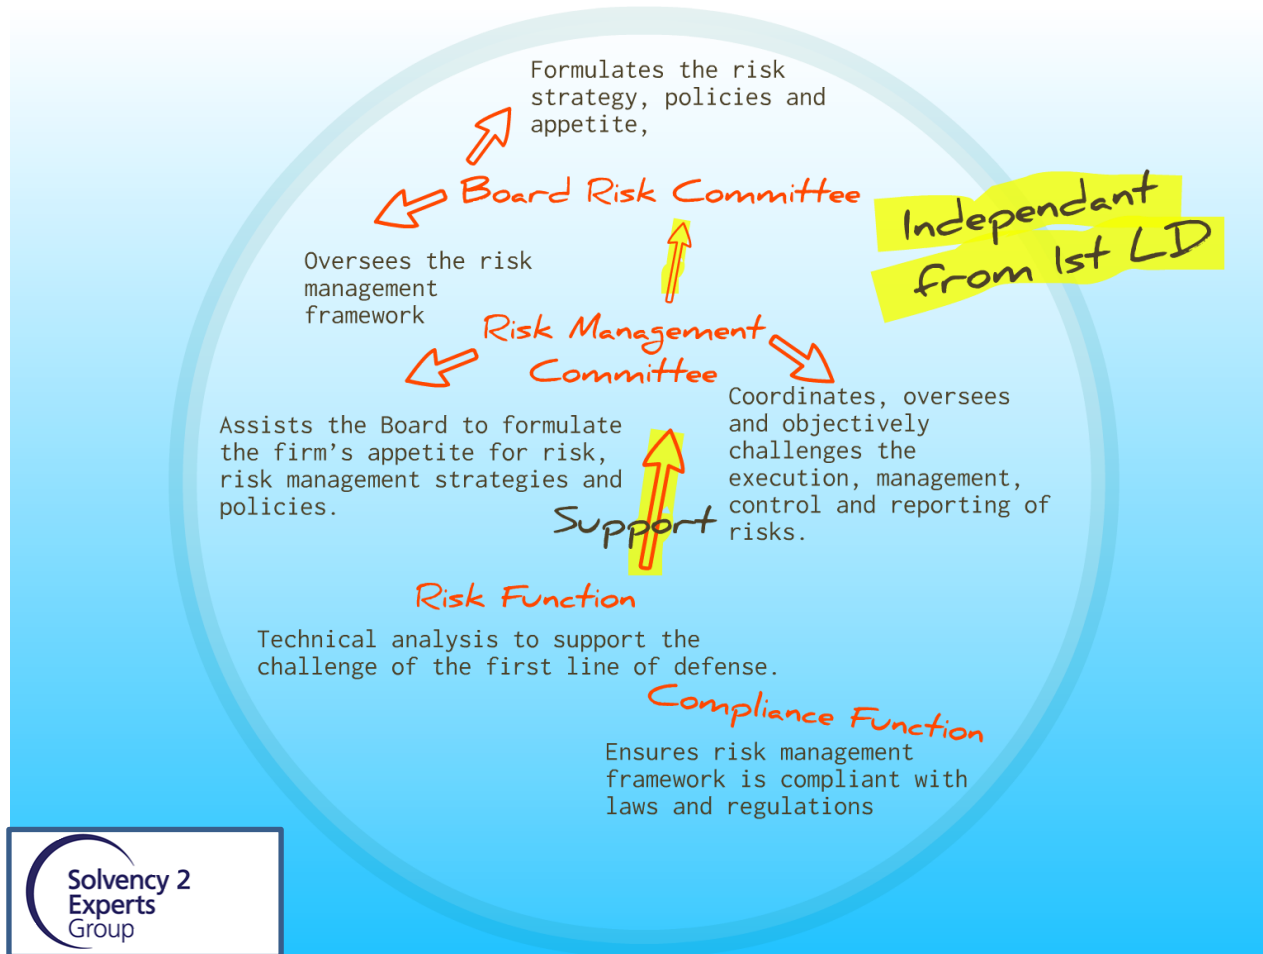 Formulates the risk
strategy, policies and
appetite,
Board Risk Committee
Independant
from 1st LD
Oversees the risk
management
framework
Risk Management
Committee
Assists the Board to formulate
the firm's appetite for risk,
risk management strategies and
policies.
Coordinates, oversees
and objectively
challenges the
execution, management,
control and reporting of
risks.
Support
Risk Function
Technical analysis to support the
challenge of the first line of defense.
Compliance Function
Ensures risk management
framework is compliant with
laws and regulations
Solvency 2
Experts
Group